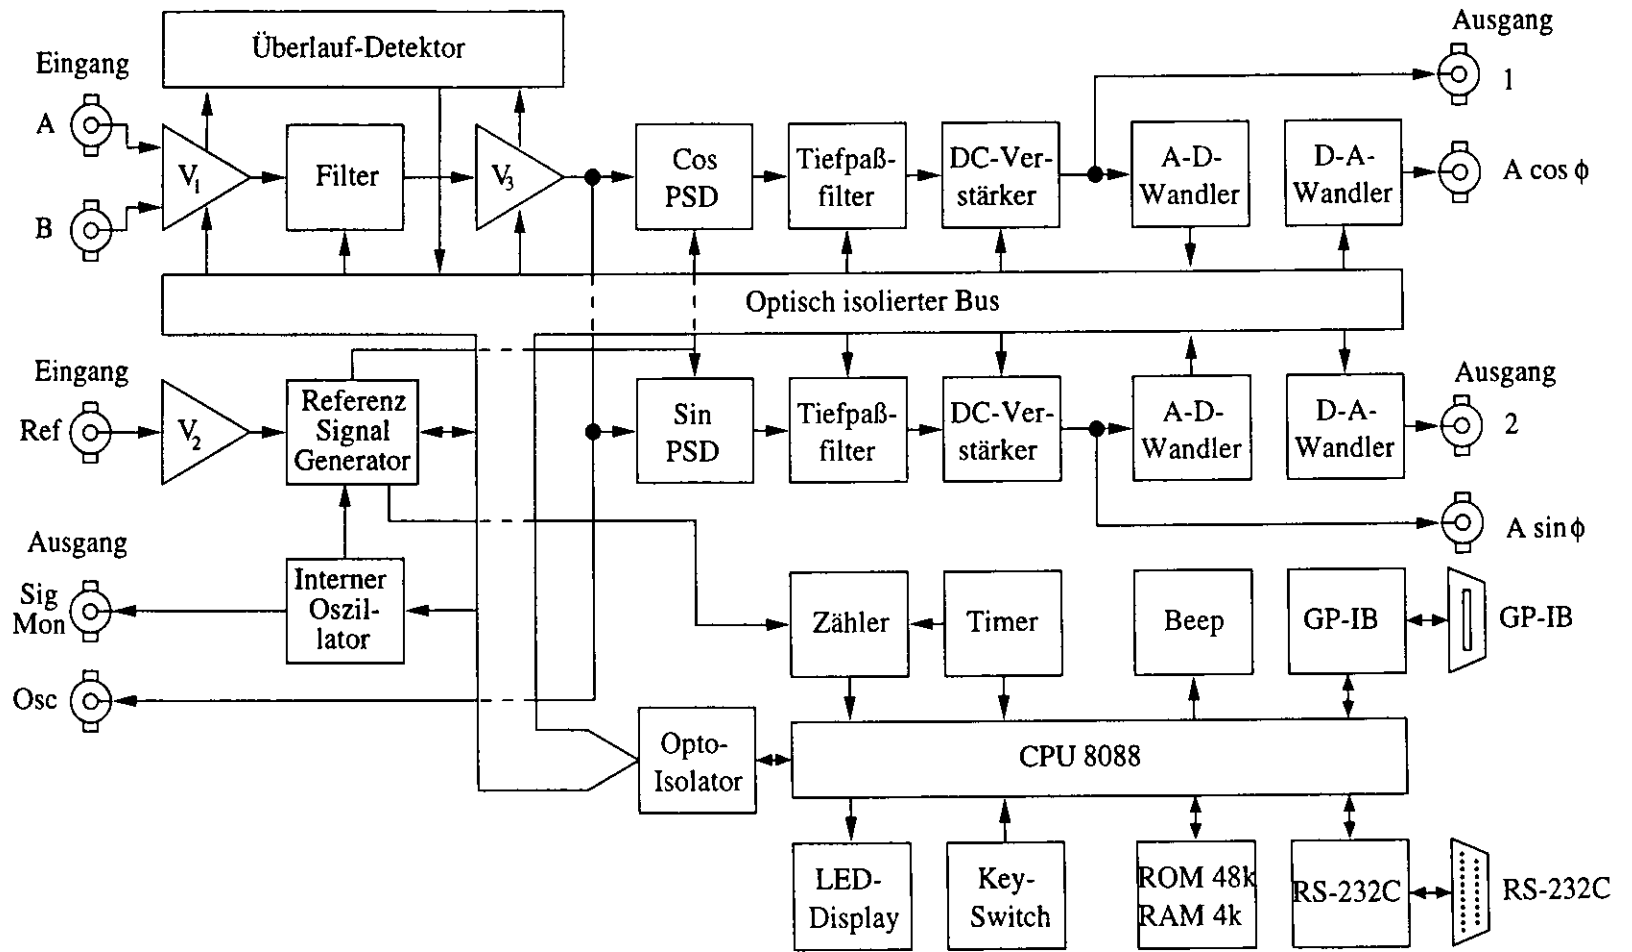 Überlauf-Detektor
Ausgang
1
Eingang
A
B
V1
Filter
V3
Cos
PSD
Tiefpaß-
filter
DC-Ver-
stärker
A-D-
Wandler
D-A-
Wandler
A cos ϕ
Optisch isolierter Bus
Eingang
Ref
V2
Referenz
Signal
Generator
Sin
PSD
Tiefpaß-
filter
DC-Ver-
stärker
A-D-
Wandler
D-A-
Wandler
Ausgang
2
A sin ϕ
Ausgang
Sig
Mon
Interner
Oszil-
lator
Zähler
Timer
Beep
GP-IB
GP-IB
Osc
Opto-
Isolator
CPU 8088
LED-
Display
Key-
Switch
ROM 48k
RAM 4k
RS-232C
RS-232C